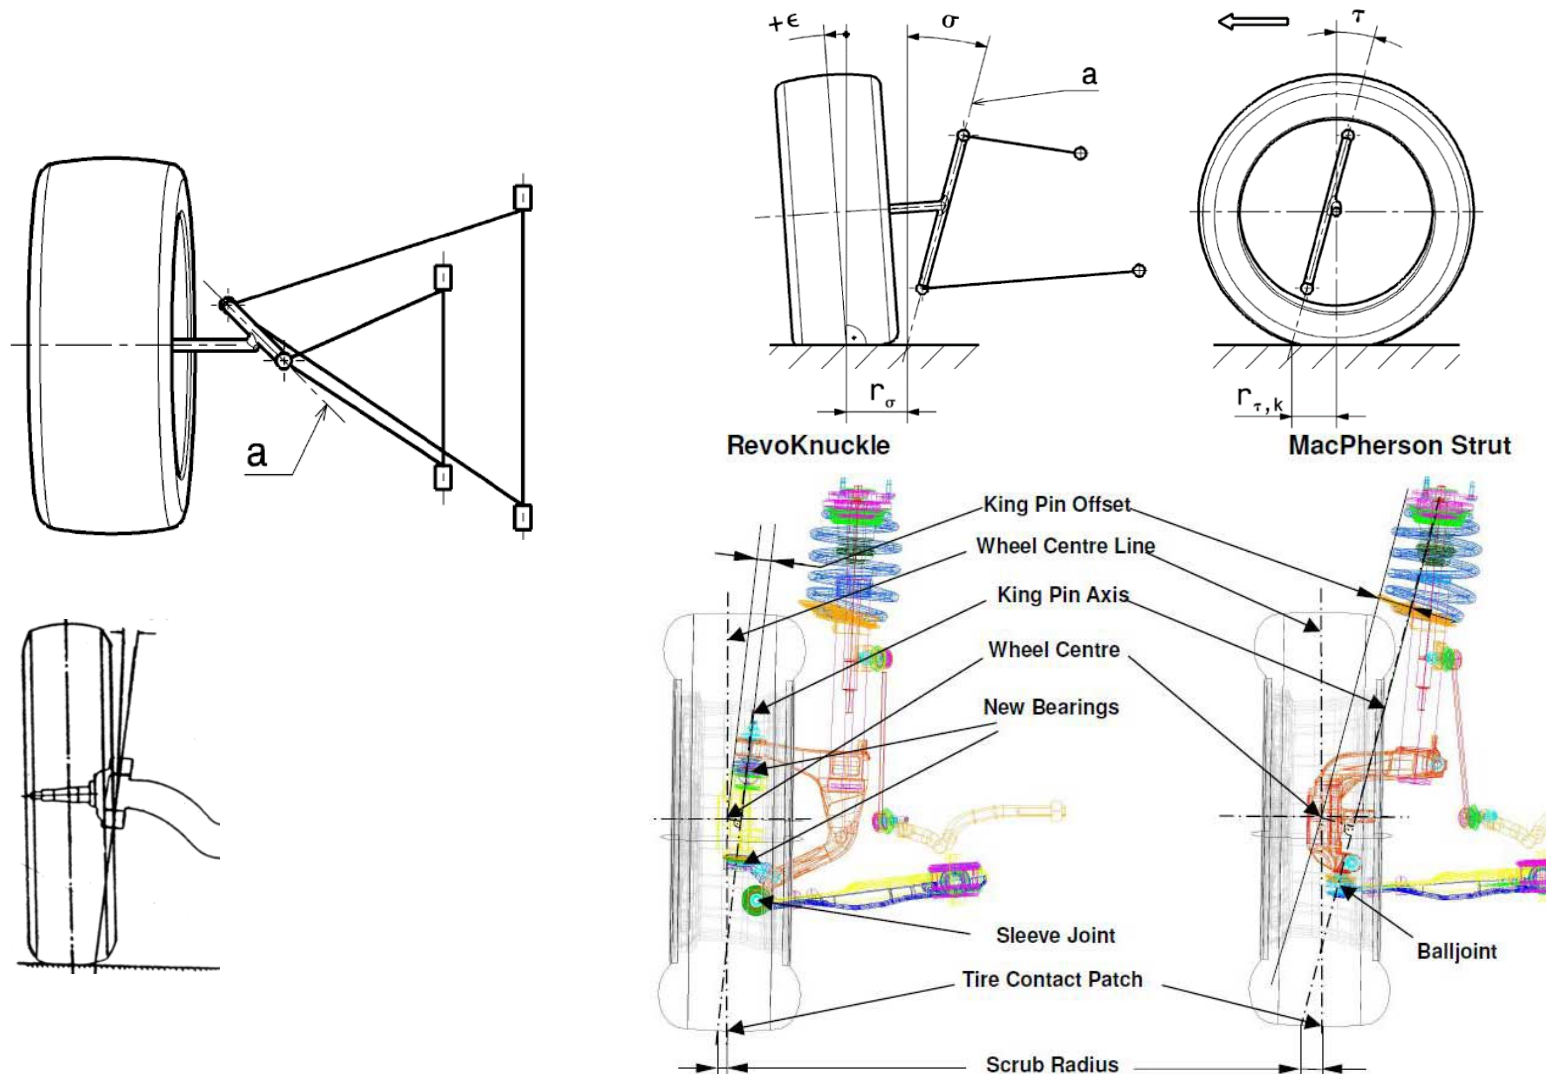 +ϵ
σ
τ
a
a
r_σ
r_τ,k
RevoKnuckle
MacPherson Strut
King Pin Offset
Wheel Centre Line
King Pin Axis
Wheel Centre
New Bearings
Sleeve Joint
Balljoint
Tire Contact Patch
Scrub Radius